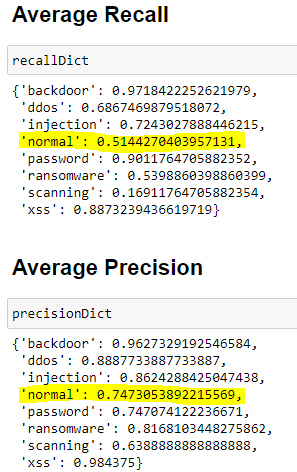 Average Recall
recallDict
{'backdoor': 0.9718422252621979,
'ddos': 0.6867469879518072,
'injection': 0.7243027888446215,
'normal': 0.5144270403957131,
'password': 0.9011764705882352,
'ransomware': 0.5398860398860399,
'scanning': 0.16911764705882354,
'xss': 0.8873239436619719}
Average Precision
precisionDict
{'backdoor': 0.9627329192546584,
'ddos': 0.8887733887733887,
'injection': 0.8624288425047438,
'normal': 0.7473053892215569,
'password': 0.747074122236671,
'ransomware': 0.8168103448275862,
'scanning': 0.6388888888888888,
'xss': 0.984375}